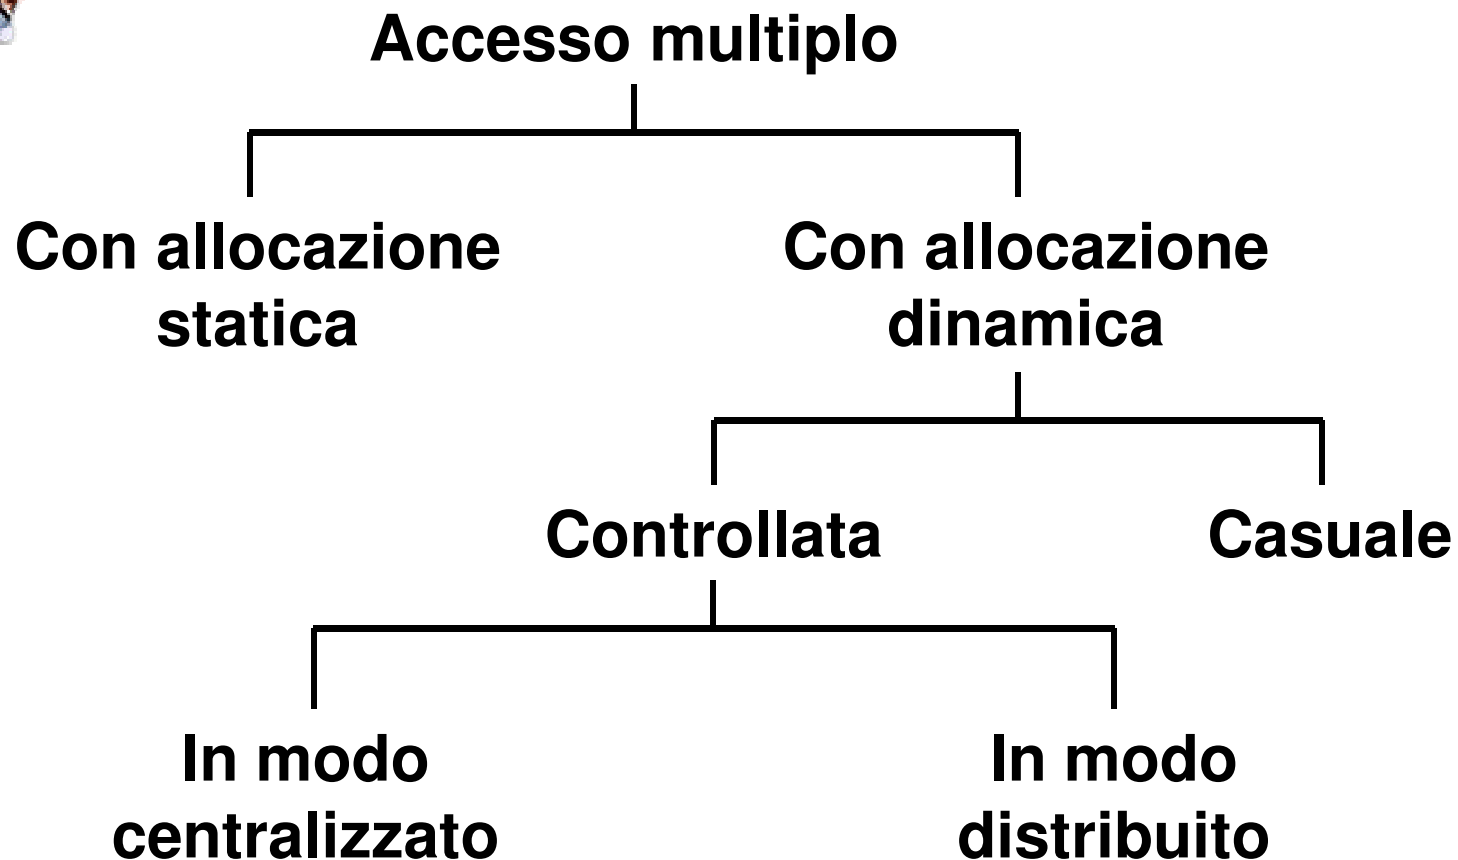 Accesso multiplo
Con allocazione
statica
Con allocazione
dinamica
Controllata
Casuale
In modo
centralizzato
In modo
distribuito